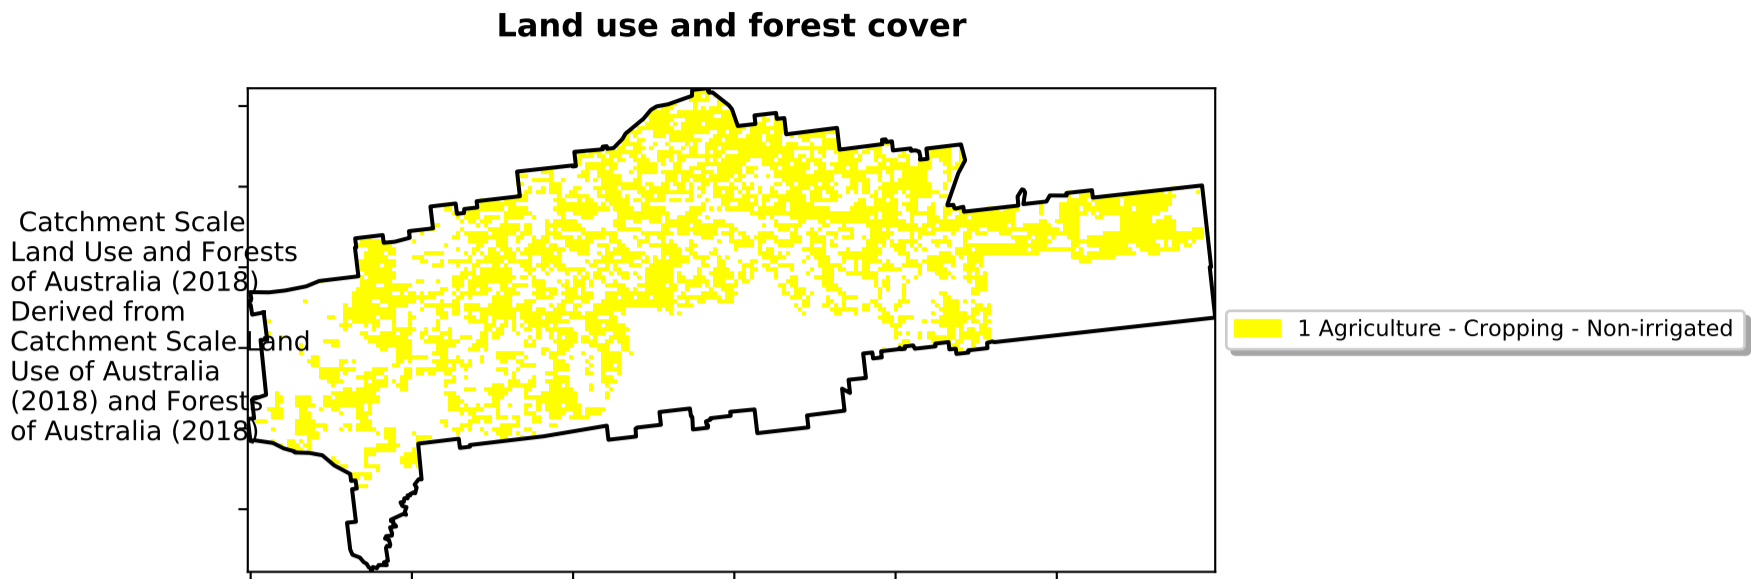 Land use and forest cover
Catchment Scale
Land Use and Forests
of Australia (2018)
Derived from
Catchment Scale Land
Use of Australia
(2018) and Forests
of Australia (2018)
1 Agriculture - Cropping - Non-irrigated